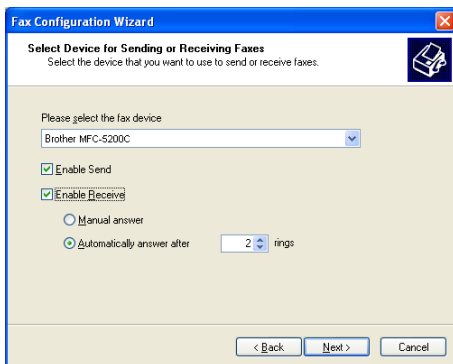 Fax Configuration Wizard
Select Device for Sending or Receiving Faxes
Select the device that you want to use to send or receive faxes.
Please select the fax device
Brother MFC-5200C
Enable Send
Enable Receive
Manual answer
Automatically answer after 2 rings
< Back Next > Cancel